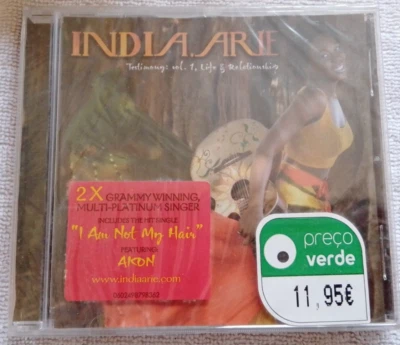 INDIA.ARIE
Testimony: vol. 1, Life & Relationship
2 X GRAMMY WINNING,
MULTI-PLATINUM SINGER
INCLUDES THE HIT SINGLE
"I Am Not My Hair"
FEATURING
AKON
www.indiaarie.com
preço
verde
11,95€